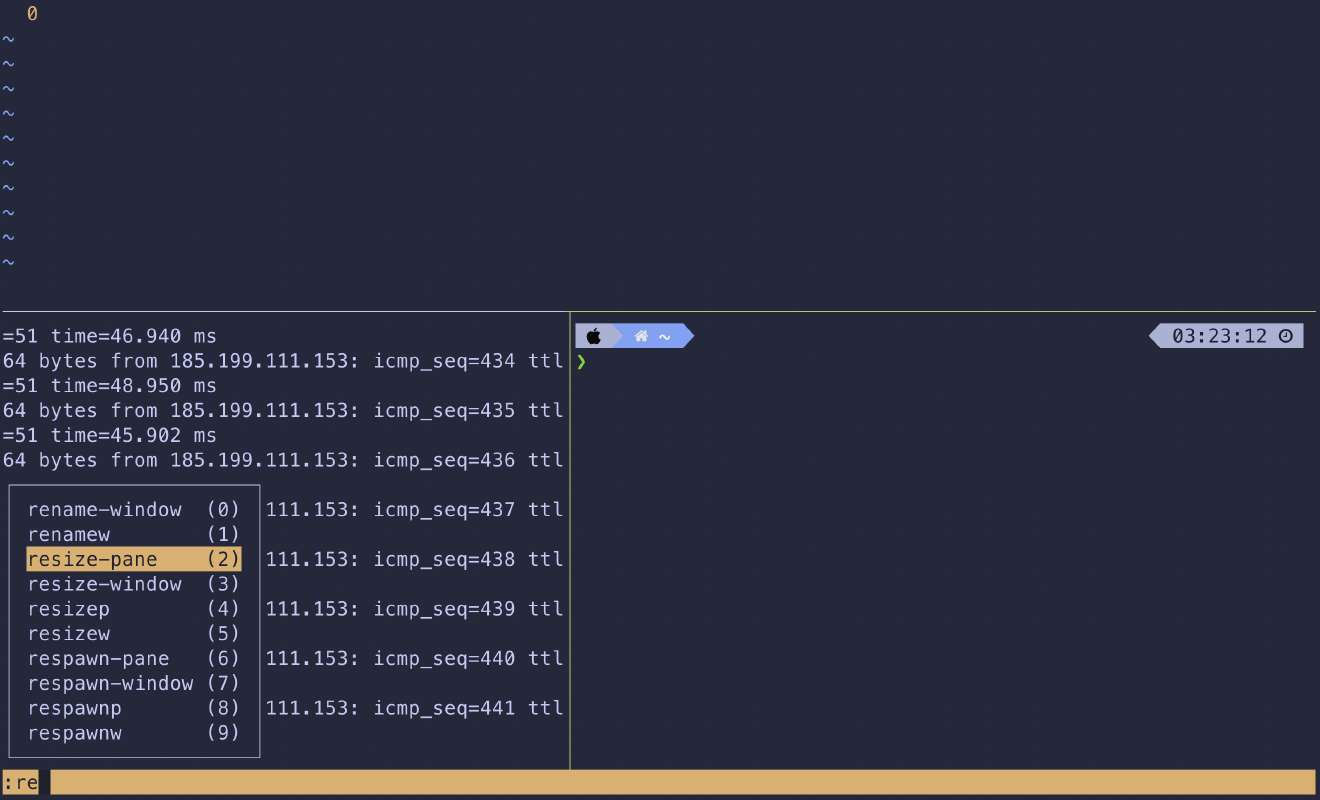 0
~
~
~
~
~
~
~
~
~
~
=51 time=46.940 ms
64 bytes from 185.199.111.153: icmp_seq=434 ttl
=51 time=48.950 ms
64 bytes from 185.199.111.153: icmp_seq=435 ttl
=51 time=45.902 ms
64 bytes from 185.199.111.153: icmp_seq=436 ttl
rename-window (0) 111.153: icmp_seq=437 ttl
renamew (1)
resize-pane (2) 111.153: icmp_seq=438 ttl
resize-window (3)
resizep (4) 111.153: icmp_seq=439 ttl
resizew (5)
respawn-pane (6) 111.153: icmp_seq=440 ttl
respawn-window (7)
respawnp (8) 111.153: icmp_seq=441 ttl
respawnw (9)
~ 03:23:12
❯
:re